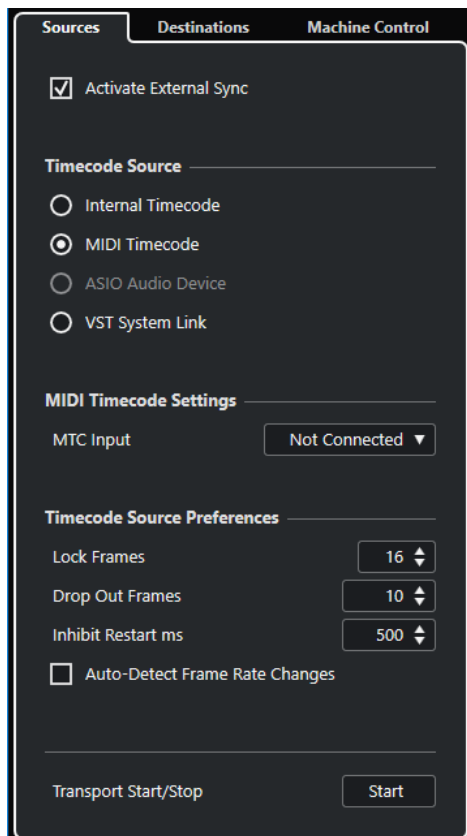 Sources Destinations Machine Control
Activate External Sync
Timecode Source
Internal Timecode
MIDI Timecode
ASIO Audio Device
VST System Link
MIDI Timecode Settings
MTC Input Not Connected
Timecode Source Preferences
Lock Frames 16
Drop Out Frames 10
Inhibit Restart ms 500
Auto-Detect Frame Rate Changes
Transport Start/Stop Start